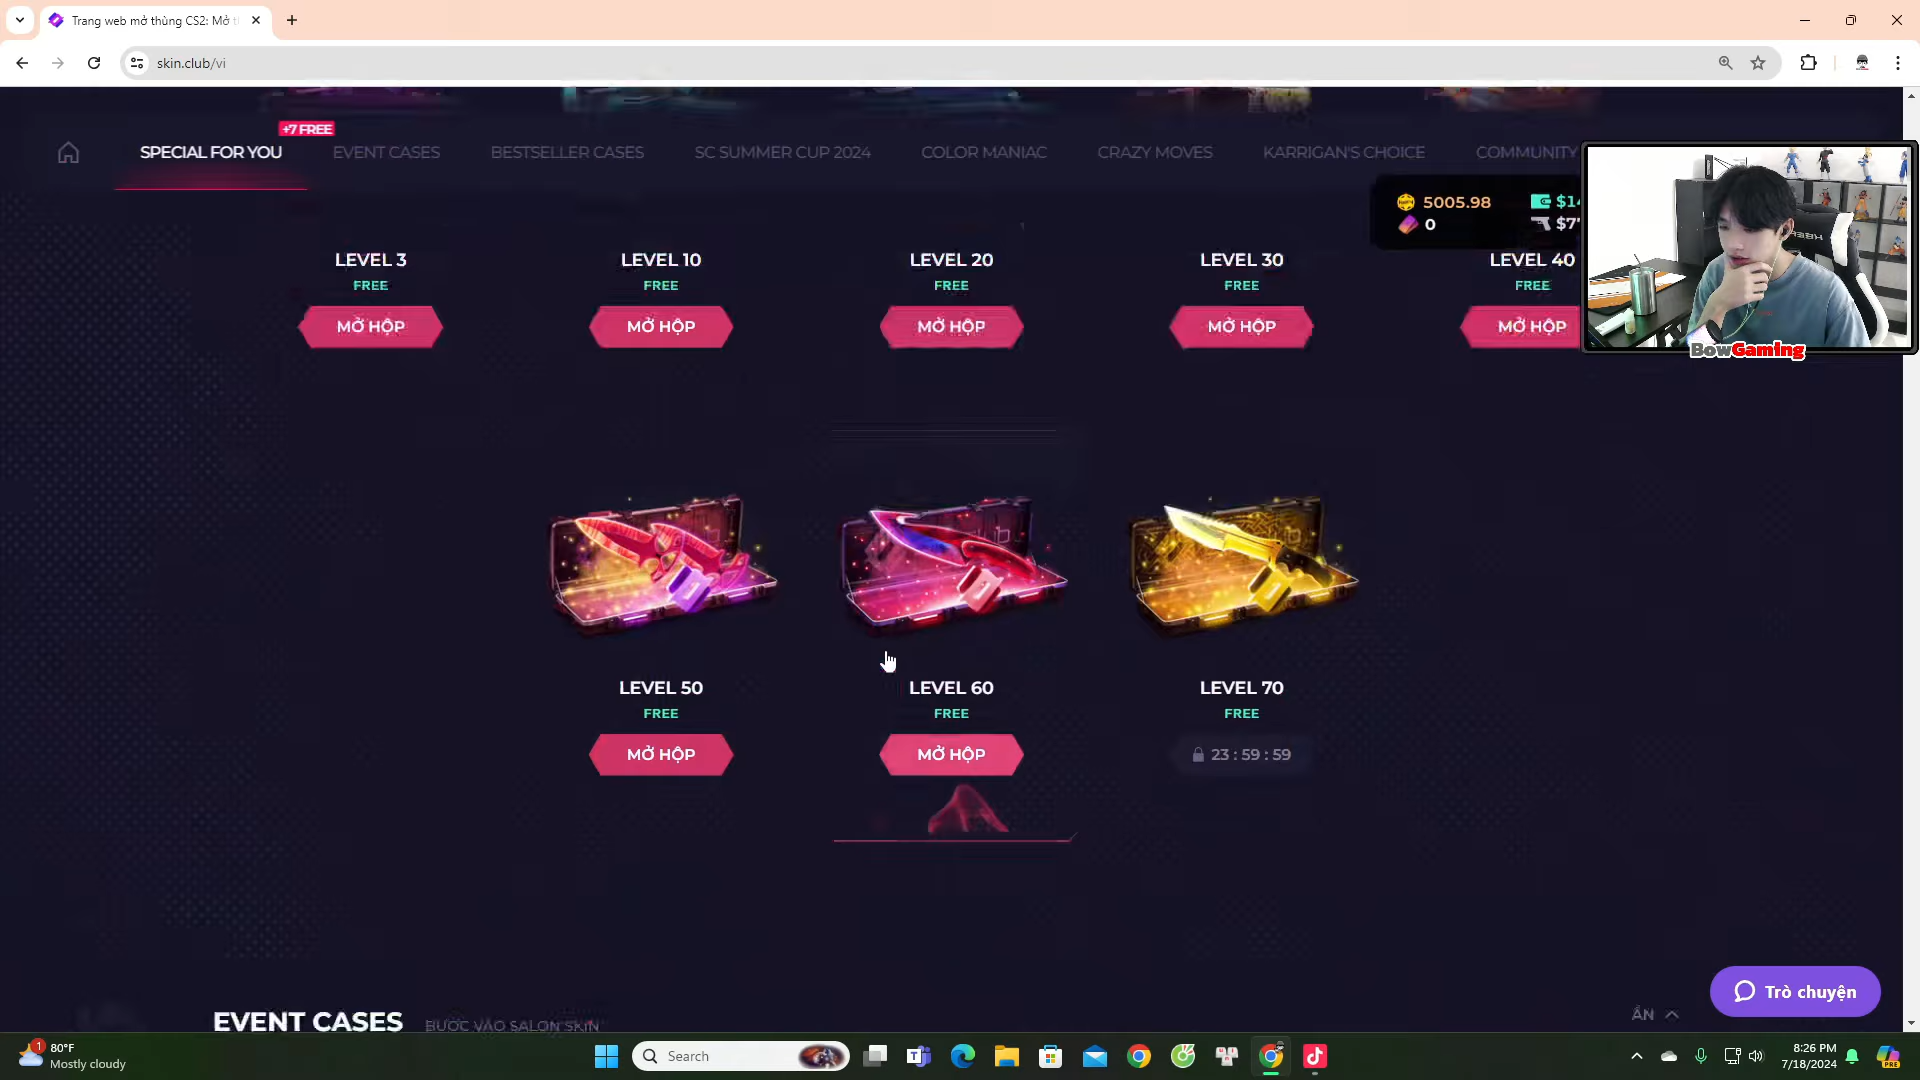 Trang web mở thùng CS2: Mở t
skin.club/vi
+7 FREE
SPECIAL FOR YOU
EVENT CASES
BESTSELLER CASES
SC SUMMER CUP 2024
COLOR MANIAC
CRAZY MOVES
KARRIGAN'S CHOICE
COMMUNITY
5005.98
$14
0
$7
LEVEL 3
LEVEL 10
LEVEL 20
LEVEL 30
LEVEL 40
FREE
FREE
FREE
FREE
FREE
MỞ HỘP
MỞ HỘP
MỞ HỘP
MỞ HỘP
MỞ HỘP
BowGaming
LEVEL 50
LEVEL 60
LEVEL 70
FREE
FREE
FREE
MỞ HỘP
MỞ HỘP
23 : 59 : 59
Trò chuyện
EVENT CASES
BƯỚC VÀO SALON SKIN
ẨN
1
80°F
Mostly cloudy
Search
8:26 PM
7/18/2024
PRE